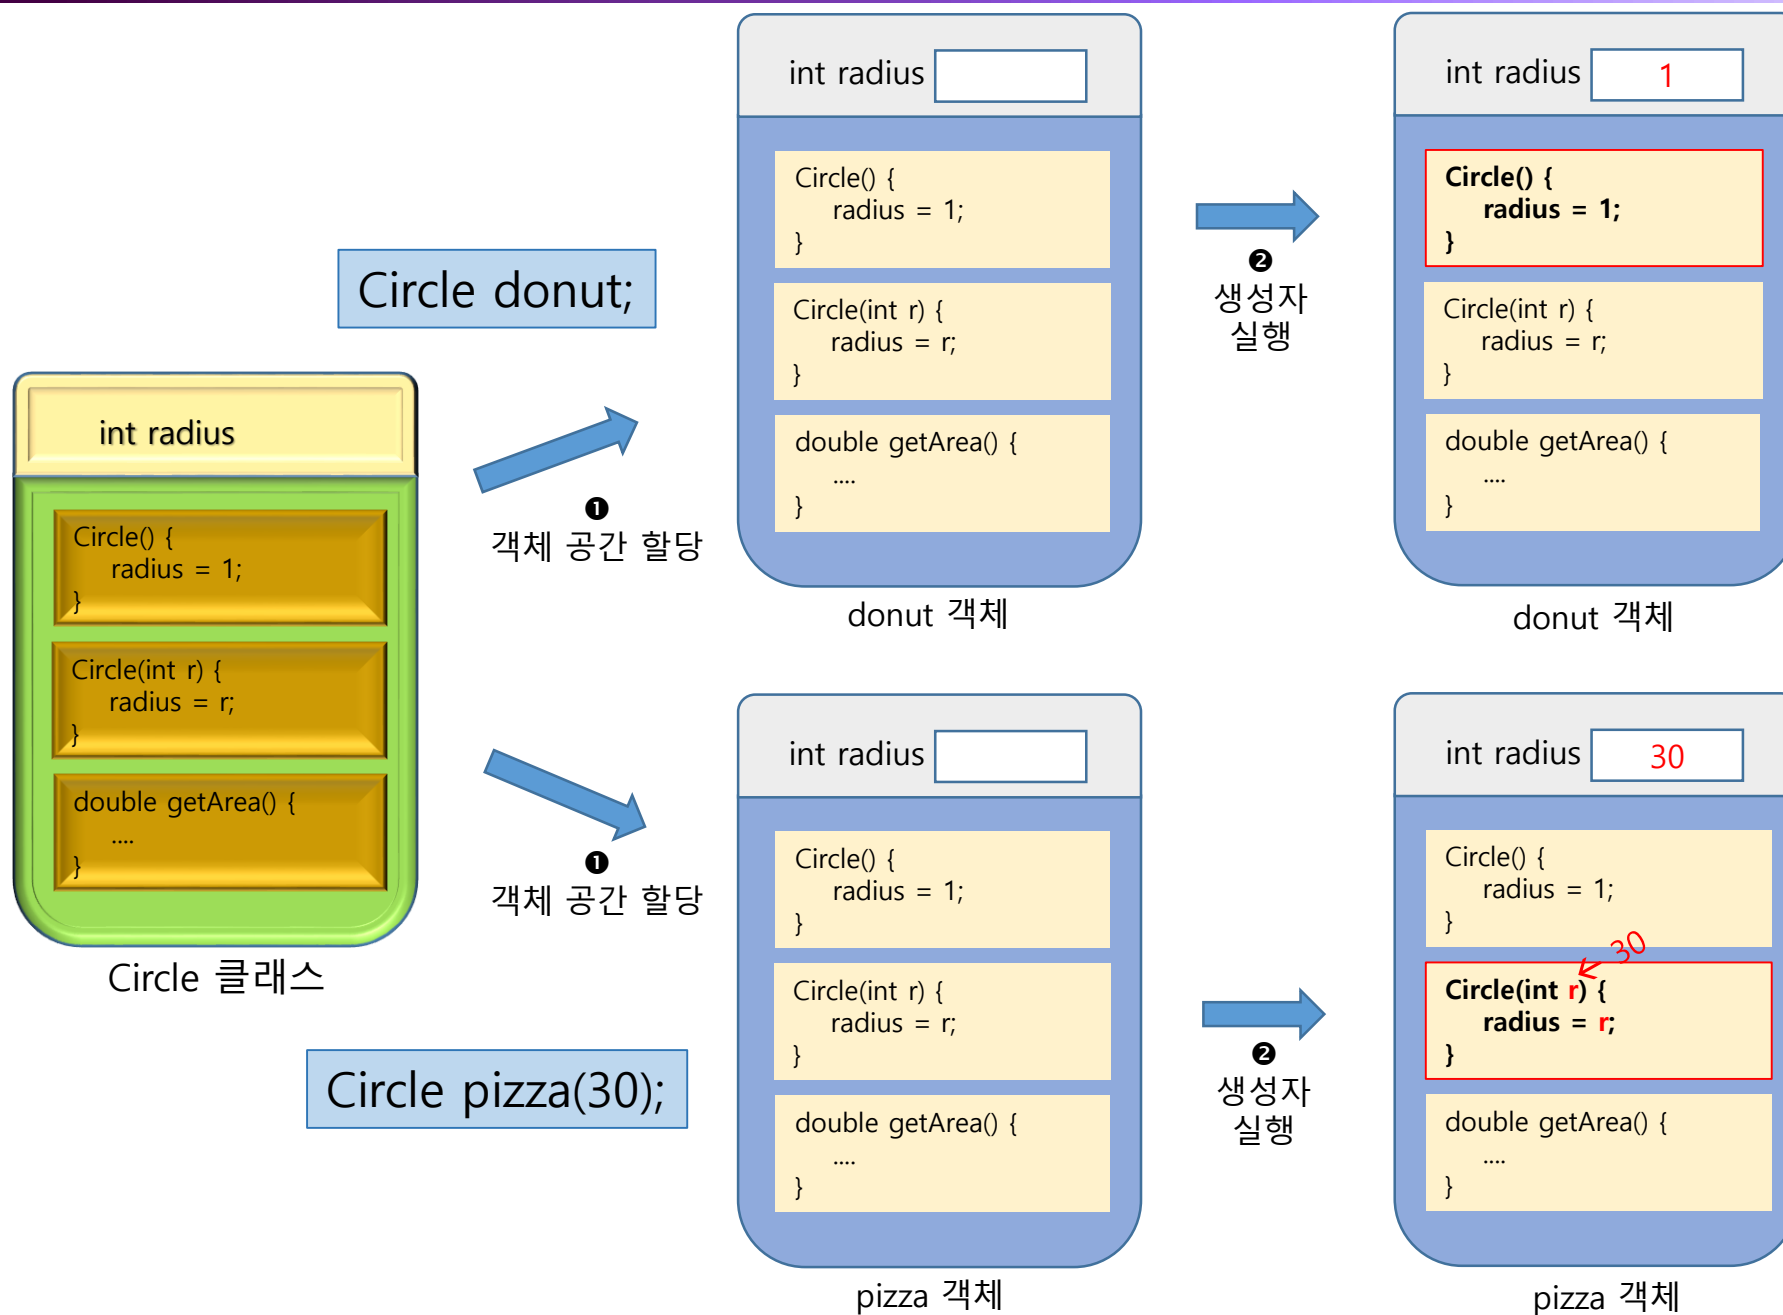 Circle donut;
int radius
Circle() {
radius = 1;
}
Circle(int r) {
radius = r;
}
double getArea() {
....
}
Circle 클래스
❶
객체 공간 할당
int radius
Circle() {
radius = 1;
}
Circle(int r) {
radius = r;
}
double getArea() {
....
}
donut 객체
❷
생성자
실행
int radius 1
Circle() {
radius = 1;
}
Circle(int r) {
radius = r;
}
double getArea() {
....
}
donut 객체
Circle pizza(30);
❶
객체 공간 할당
int radius
Circle() {
radius = 1;
}
Circle(int r) {
radius = r;
}
double getArea() {
....
}
pizza 객체
❷
생성자
실행
int radius 30
Circle() {
radius = 1;
}
30
Circle(int r) {
radius = r;
}
double getArea() {
....
}
pizza 객체